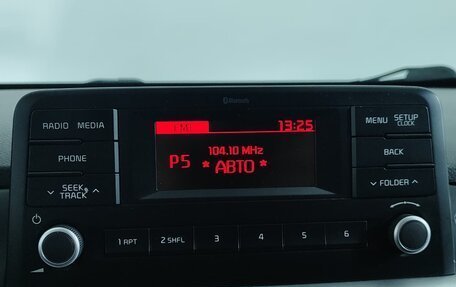 Bluetooth
RADIO MEDIA
FM1 13:25
MENU SETUP
CLOCK
104.10 MHz
P5 * АВТО *
PHONE
BACK
SEEK
TRACK
FOLDER
1 RPT 2 SHFL 3 4 5 6